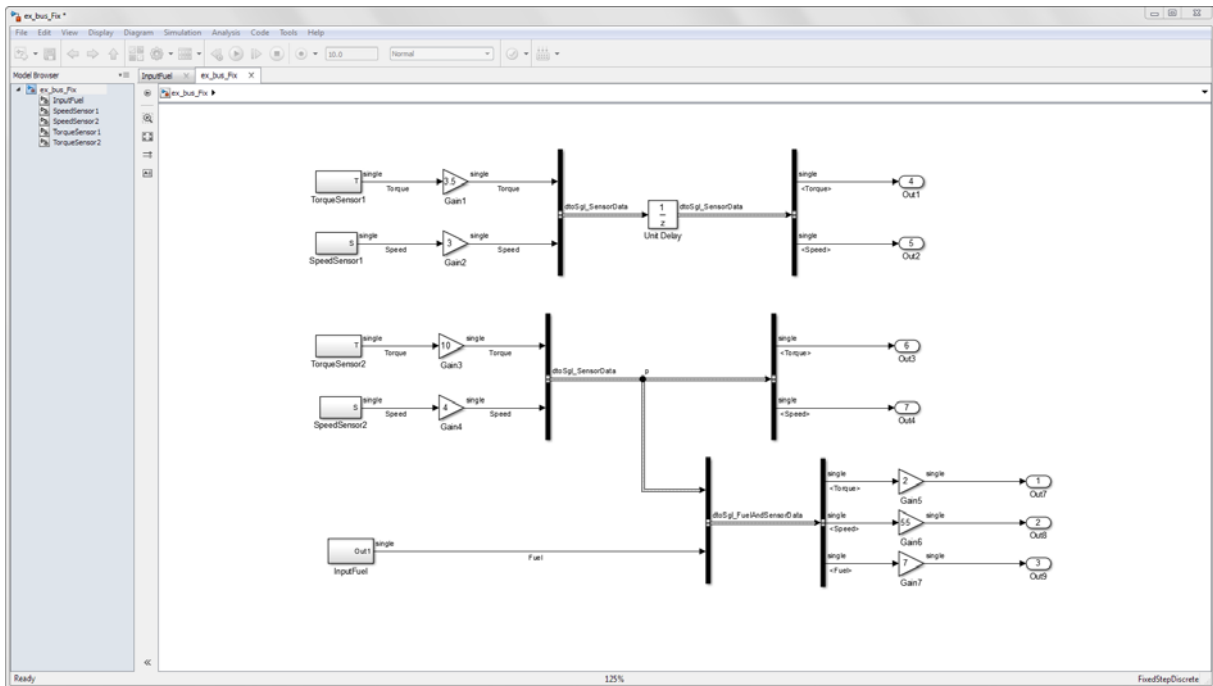 ex_bus_Fix *
File Edit View Display Diagram Simulation Analysis Code Tools Help
10.0 Normal
Model Browser
InputFuel
ex_bus_Fix
ex_bus_Fix
InputFuel
SpeedSensor1
SpeedSensor2
TorqueSensor1
TorqueSensor2
ex_bus_Fix
T single Torque 3.5 single Torque
TorqueSensor1 Gain1
S single Speed 3 single Speed
SpeedSensor1 Gain2
dtoSgl_SensorData
1
z
Unit Delay
dtoSgl_SensorData
single
<Torque>
4
Out1
single
<Speed>
5
Out2
T single Torque 10 single Torque
TorqueSensor2 Gain3
S single Speed 4 single Speed
SpeedSensor2 Gain4
dtoSgl_SensorData p
single
<Torque>
6
Out3
single
<Speed>
7
Out4
Out1 single Fuel
InputFuel
dtoSgl_FuelAndSensorData
single
<Torque>
2 single
Gain5
1
Out7
single
<Speed>
55 single
Gain6
2
Out8
single
<Fuel>
7 single
Gain7
3
Out9
Ready 125% FixedStepDiscrete